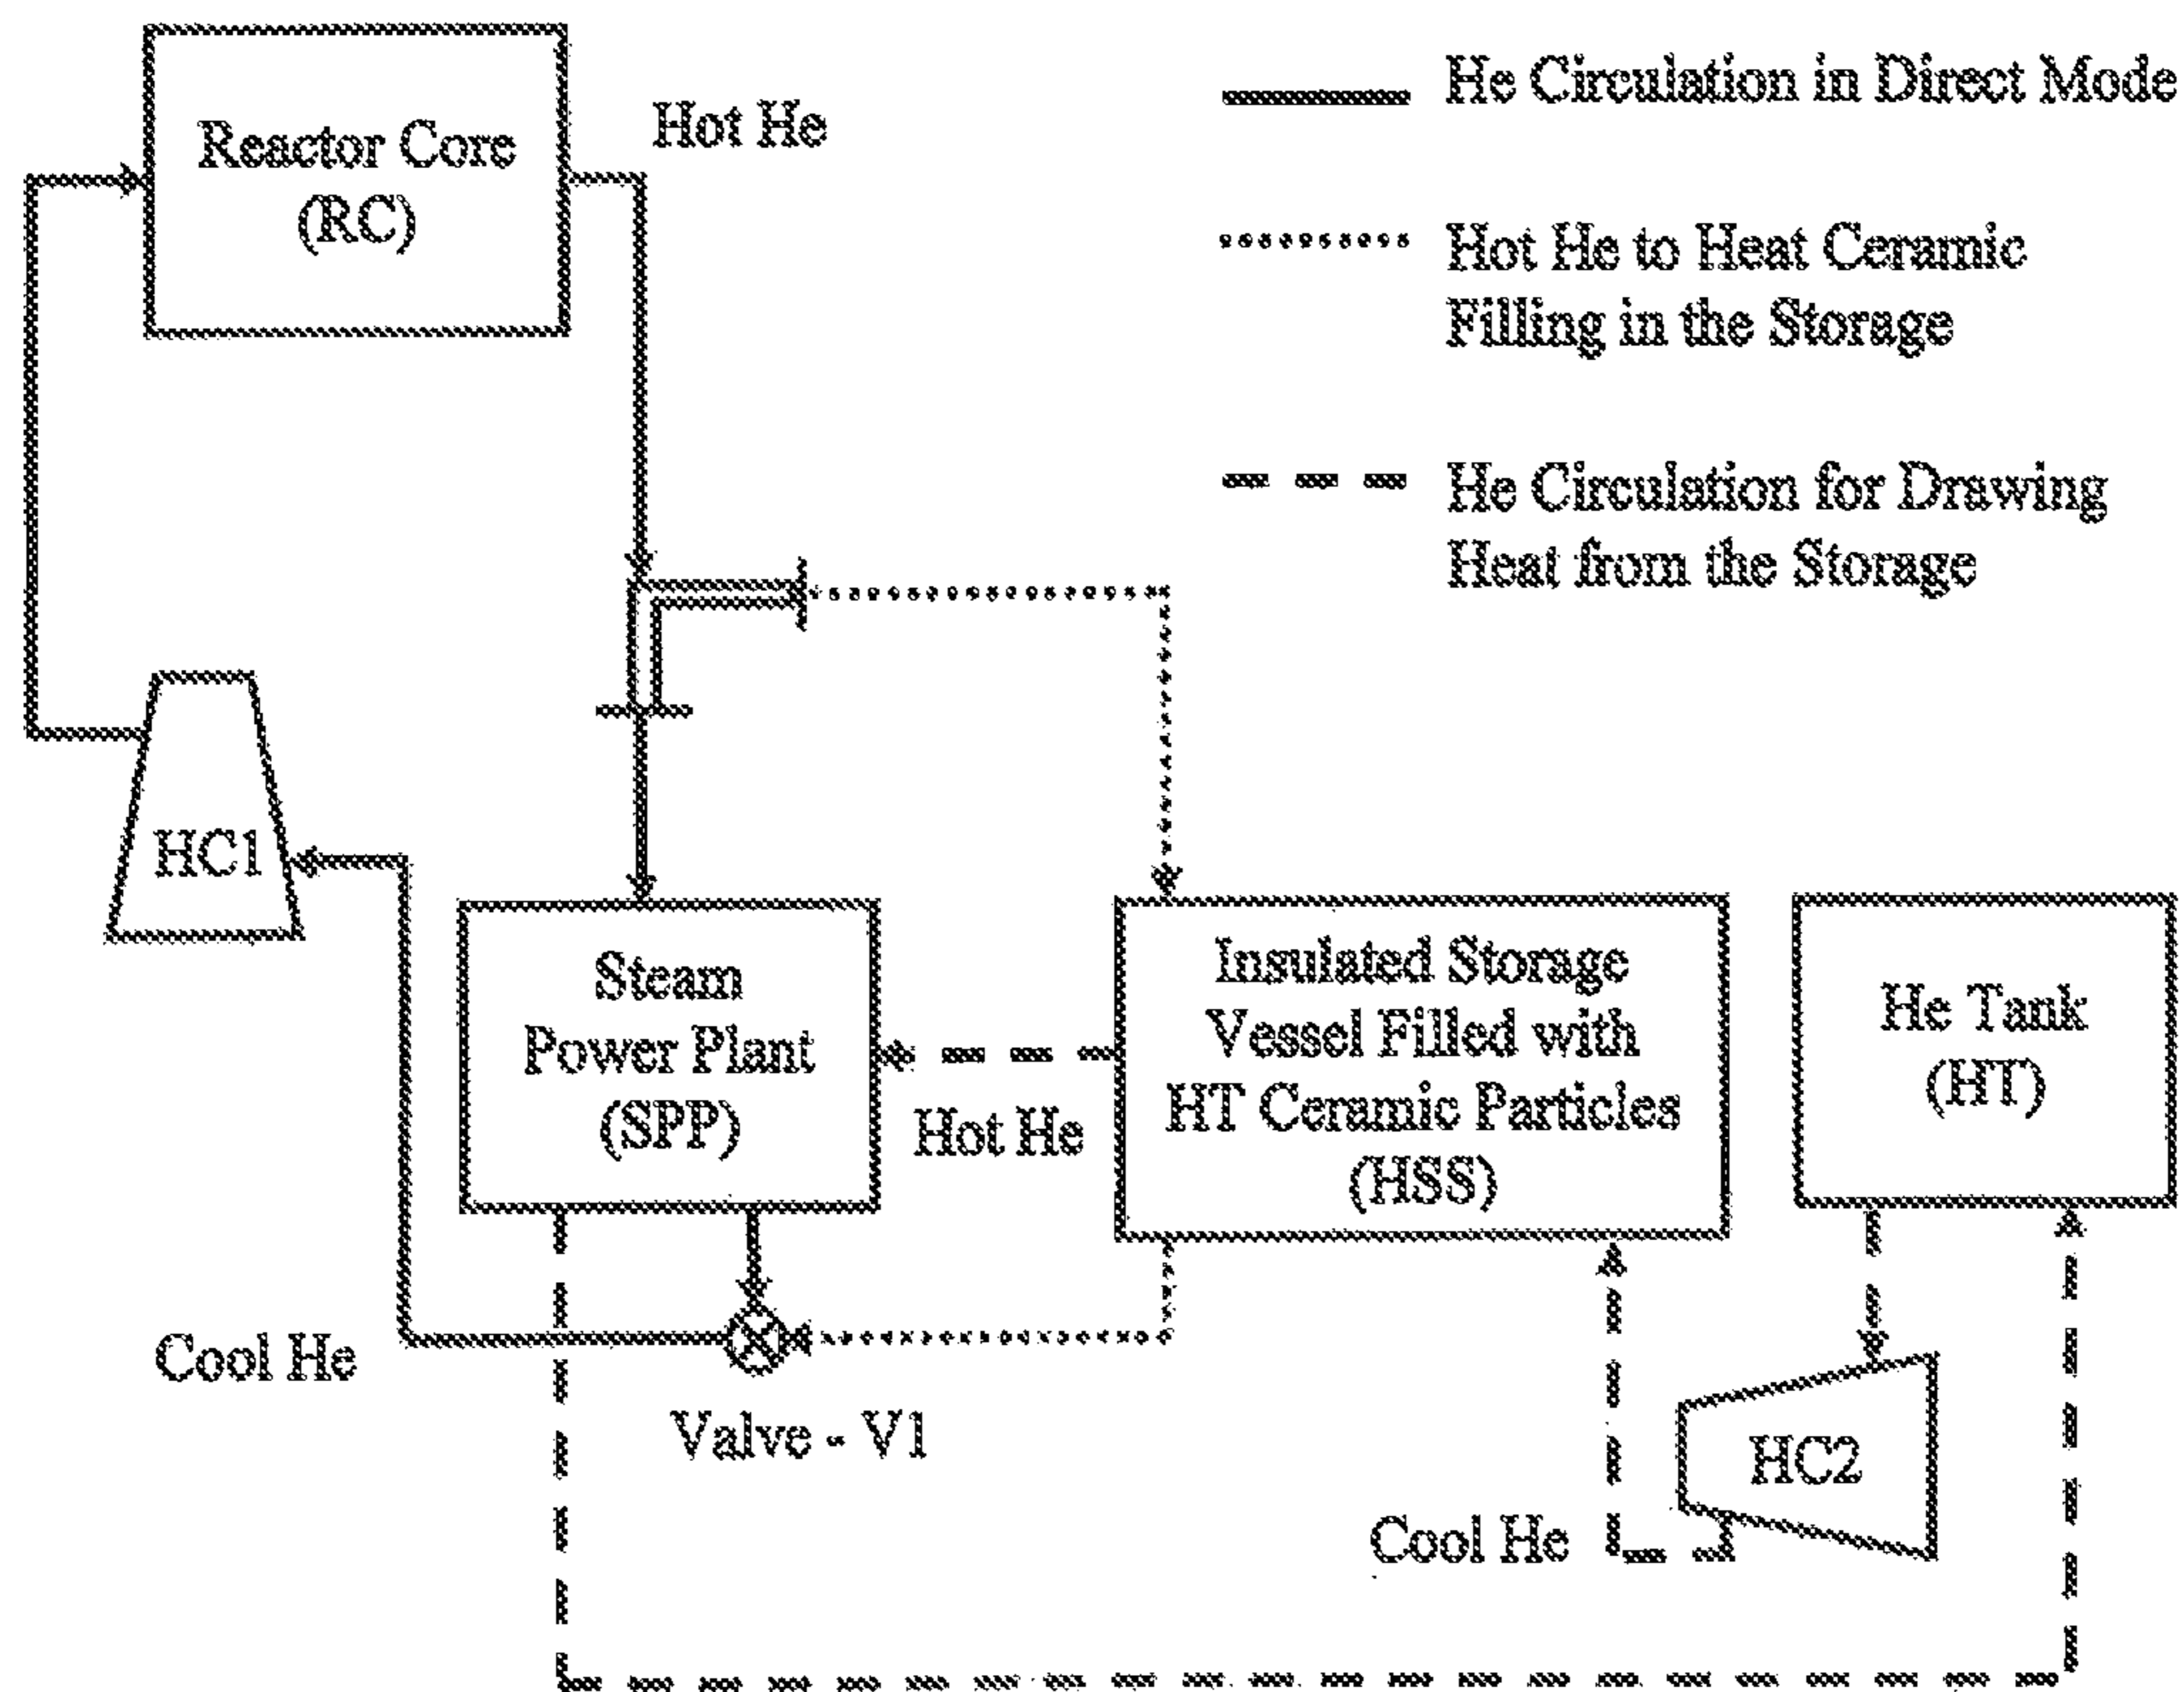 Reactor Core
(RC)
Hot He
He Circulation in Direct Mode
Hot He to Heat Ceramic
Filling in the Storage
He Circulation for Drawing
Heat from the Storage
HC1
Steam
Power Plant
(SPP)
Hot He
Insulated Storage
Vessel Filled with
HT Ceramic Particles
(HSS)
He Tank
(HT)
Cool He
Valve - V1
Cool He
HC2